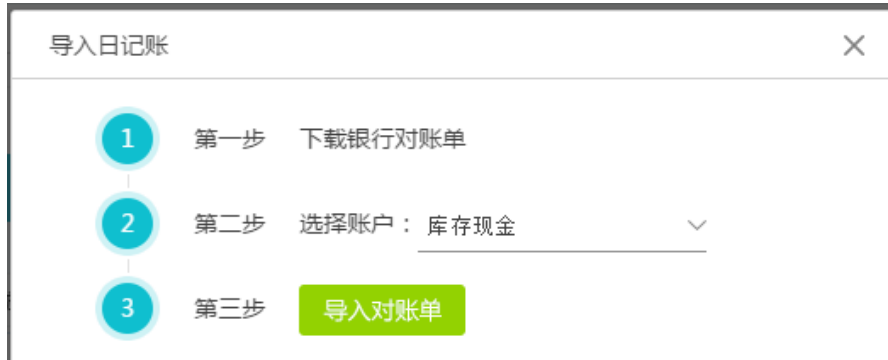 导入日记账
1 第一步 下载银行对账单
2 第二步 选择账户：库存现金
3 第三步 导入对账单